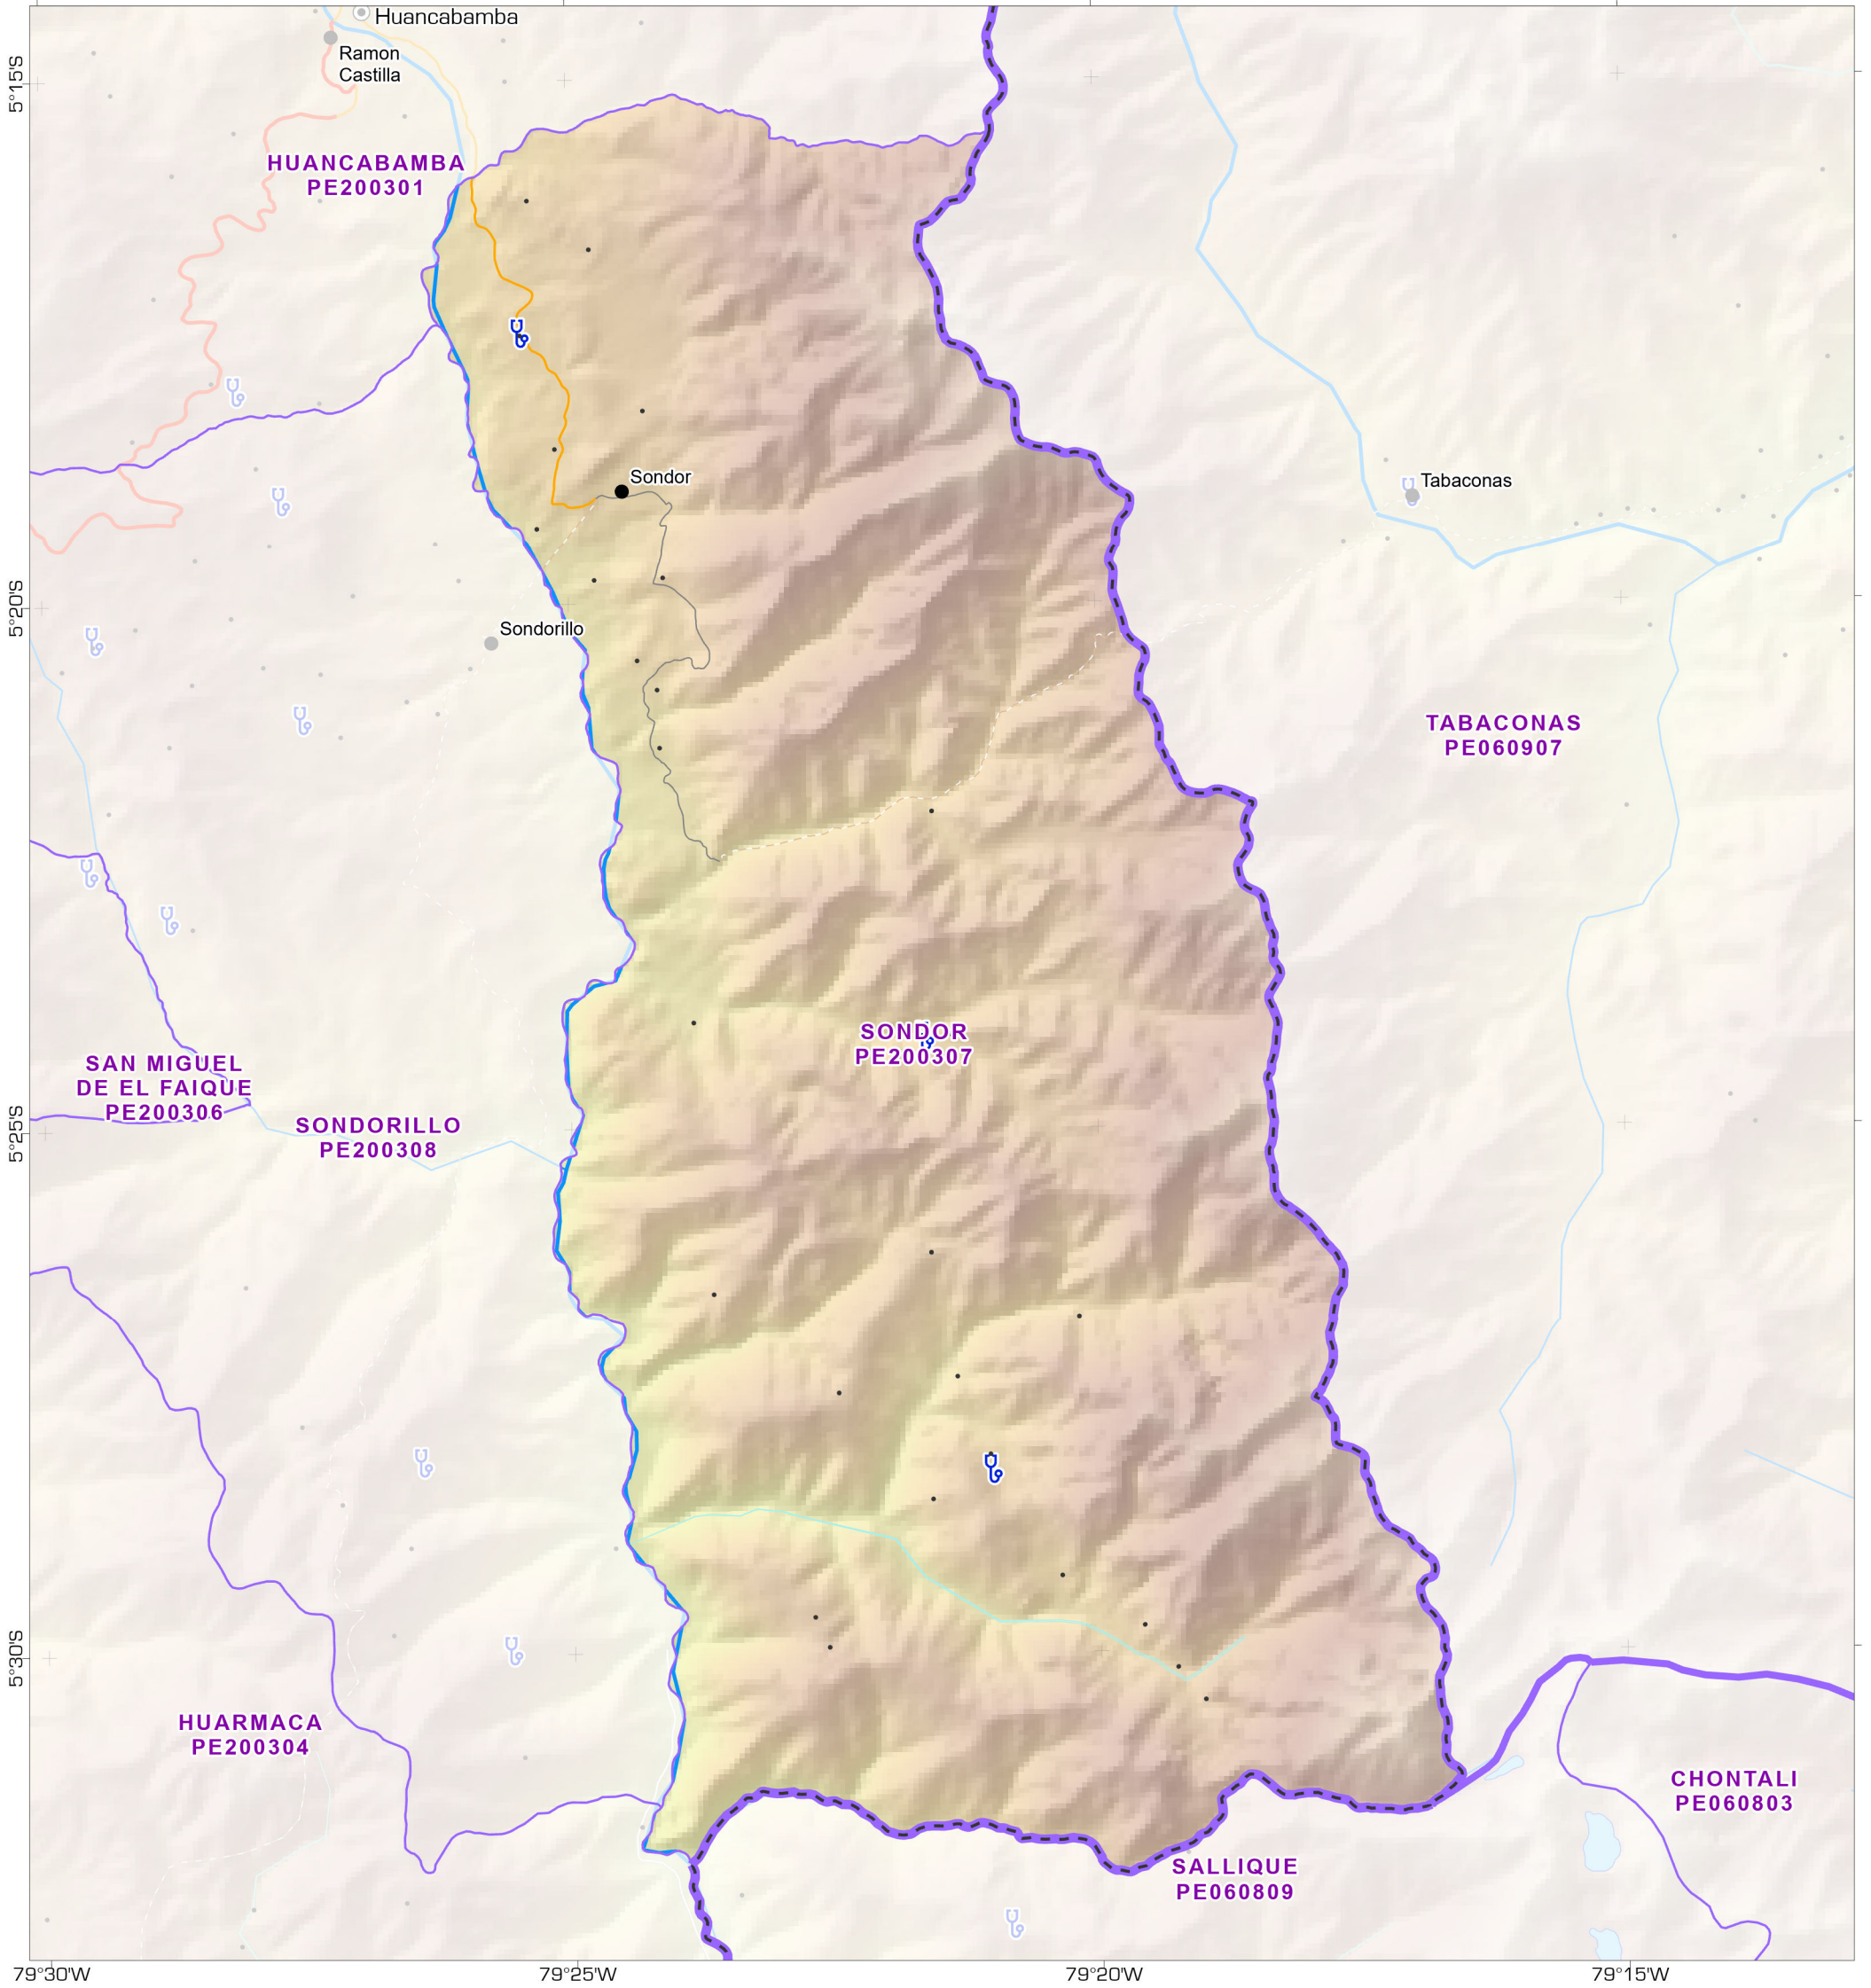 Huancabamba
Ramon
Castilla
5°15'S
HUANCABAMBA
PE200301
Sondor
Tabaconas
5°20'S
Sondorillo
TABACONAS
PE060907
SONDOR
PE200307
SAN MIGUEL
DE EL FAIQUE
PE200306
SONDORILLO
PE200308
5°25'S
5°30'S
HUARMACA
PE200304
CHONTALI
PE060803
SALLIQUE
PE060809
79°30'W
79°25'W
79°20'W
79°15'W